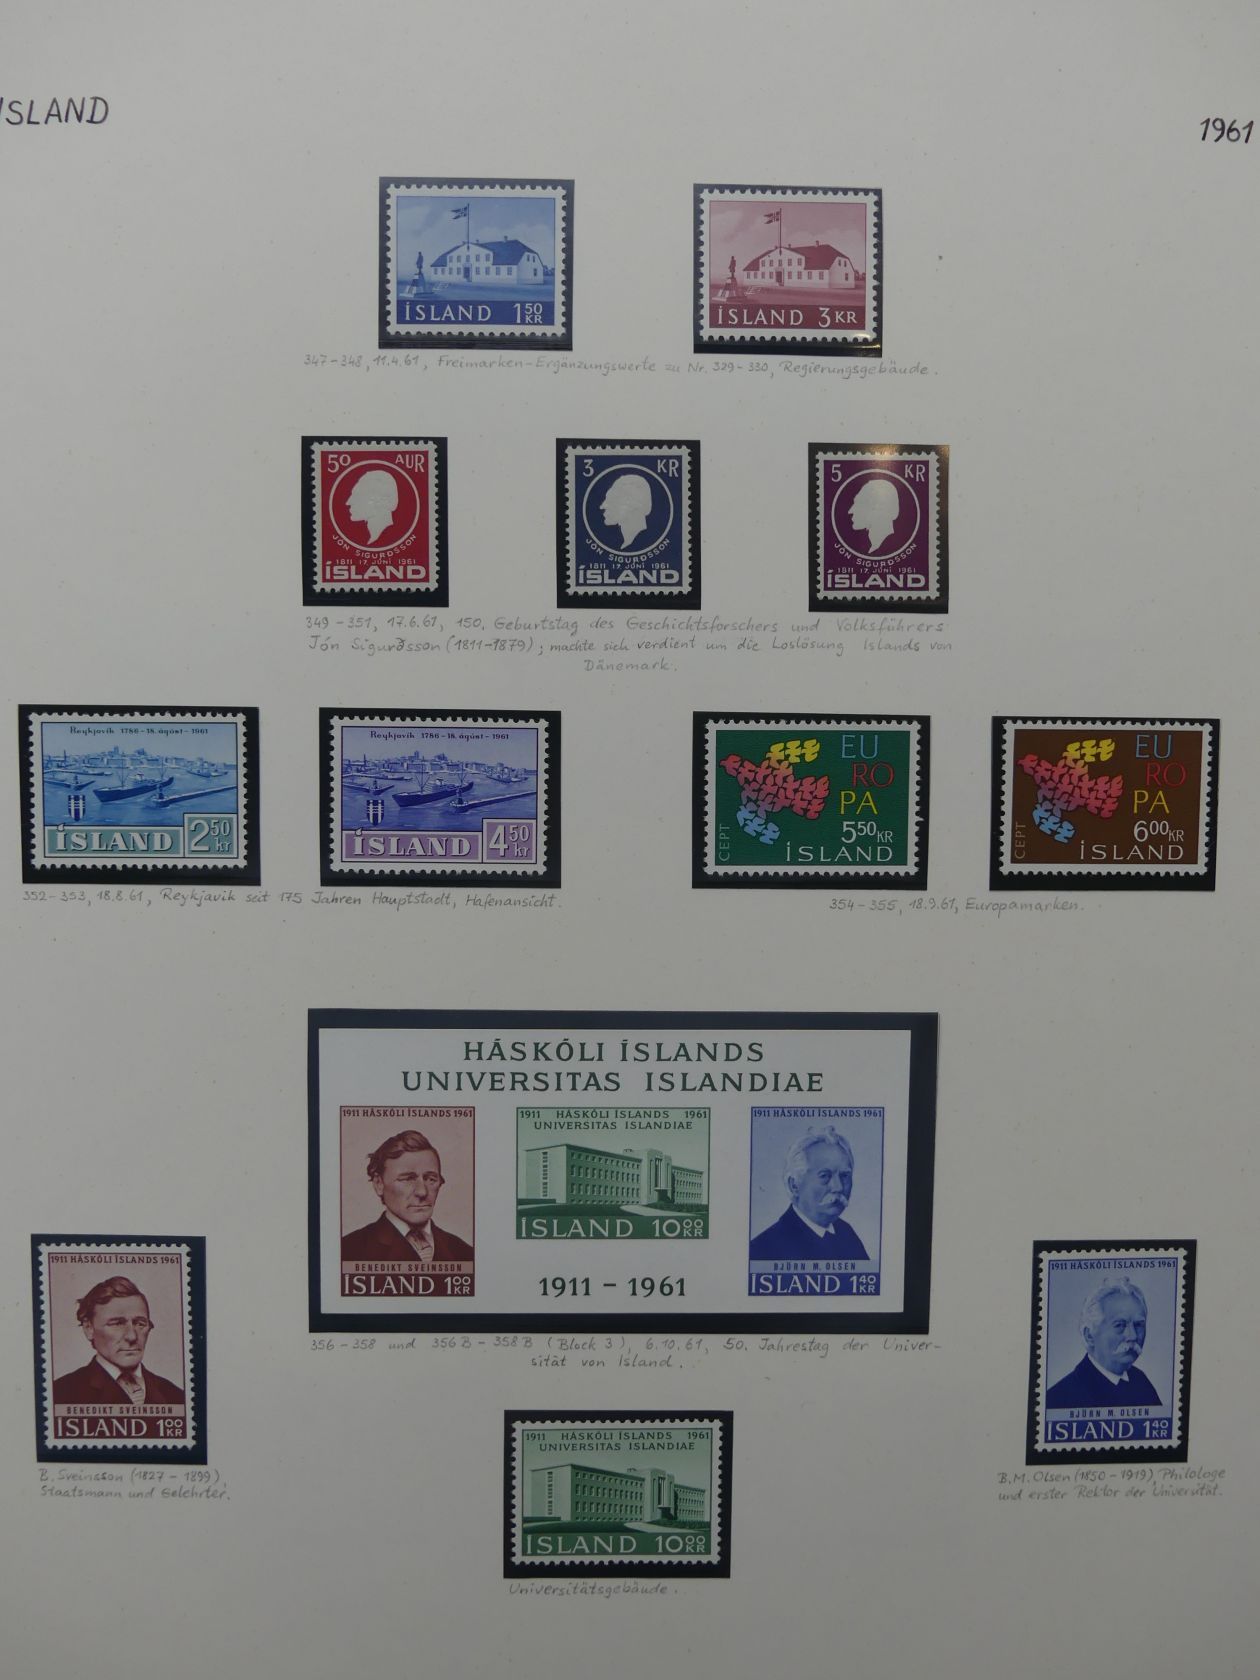 ISLAND
1961
ÍSLAND 1 50 KR
ÍSLAND 3 KR
347-348, 11.4.61, Freimarken-Ergänzungswerte zu Nr. 329-330, Regierungsgebäude.
50 AUR
JÓN SIGURDSSON
1811 17. JÚNÍ 1961
ÍSLAND
3 KR
JÓN SIGURDSSON
1811 17. JÚNÍ 1961
ÍSLAND
5 KR
JÓN SIGURDSSON
1811 17. JÚNÍ 1961
ÍSLAND
349-351, 17.6.61, 150. Geburtstag des Geschichtsforschers und Volksführers
Jón Sigurðsson (1811-1879); machte sich verdient um die Loslösung Islands von
Dänemark.
Reykjavík 1786-18. ágúst-1961
ÍSLAND 2 50 kr
Reykjavík 1786-18. ágúst-1961
ÍSLAND 4 50 kr
EU
RO
PA
CEPT
5 50 KR
ÍSLAND
EU
RO
PA
CEPT
6 00 KR
ÍSLAND
352-353, 18.8.61, Reykjavik seit 175 Jahren Hauptstadt, Hafenansicht.
354-355, 18.9.61, Europamarken.
HÁSKÓLI ÍSLANDS
UNIVERSITAS ISLANDIAE
1911 HÁSKÓLI ÍSLANDS 1961
BENEDIKT SVEINSSON
ÍSLAND 1 00 KR
1911 HÁSKÓLI ÍSLANDS 1961
UNIVERSITAS ISLANDIAE
ÍSLAND 10 00 KR
1911 HÁSKÓLI ÍSLANDS 1961
BJÖRN M. OLSEN
ÍSLAND 1 40 KR
1911 - 1961
356-358 und 356B-358B (Block 3), 6.10.61, 50. Jahrestag der Univer-
sität von Island.
1911 HÁSKÓLI ÍSLANDS 1961
BENEDIKT SVEINSSON
ÍSLAND 1 00 KR
B. Sveinsson (1827-1899),
Staatsmann und Gelehrter.
1911 HÁSKÓLI ÍSLANDS 1961
UNIVERSITAS ISLANDIAE
ÍSLAND 10 00 KR
Universitätsgebäude.
1911 HÁSKÓLI ÍSLANDS 1961
BJÖRN M. OLSEN
ÍSLAND 1 40 KR
B.M. Olsen (1850-1919), Philologe
und erster Rektor der Universität.